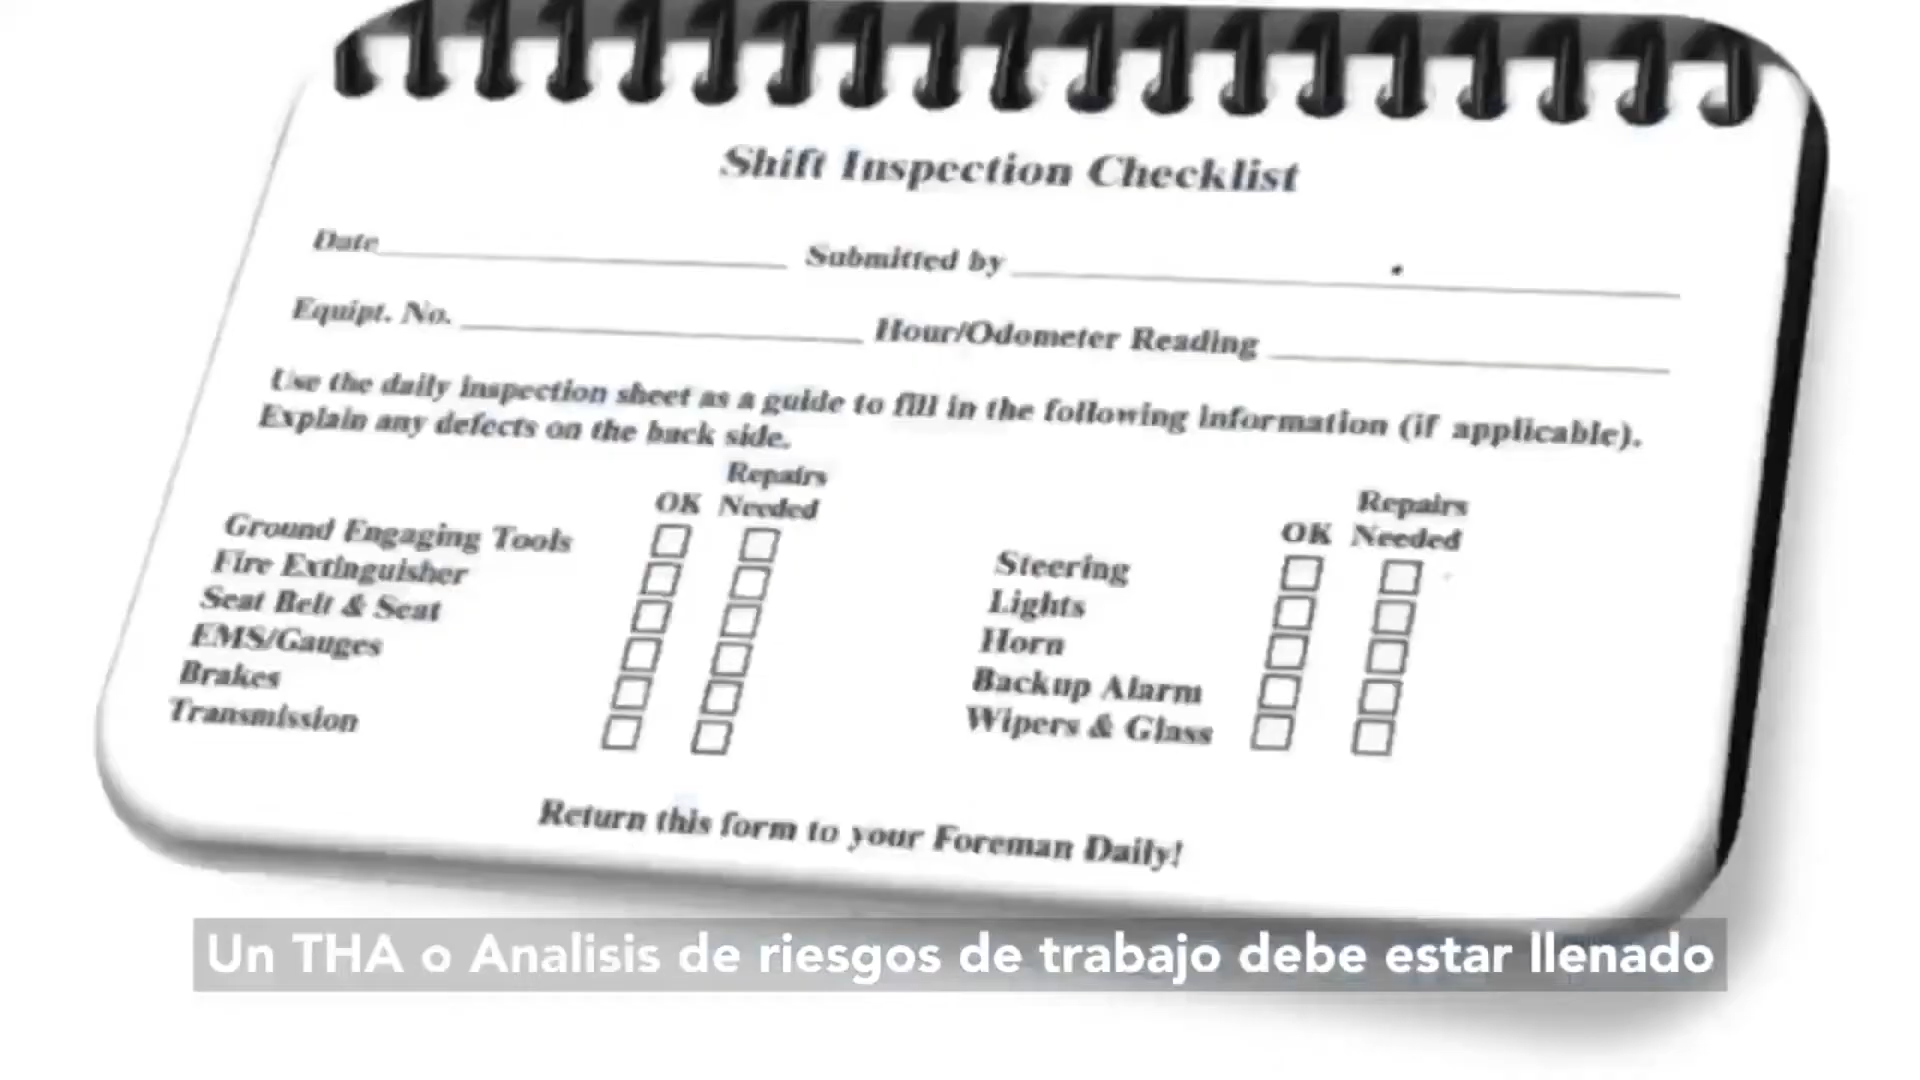 Shift Inspection Checklist
Date Submitted by
Equipt. No. Hour/Odometer Reading
Use the daily inspection sheet as a guide to fill in the following information (if applicable).
Explain any defects on the back side.
Repairs
OK Needed
Ground Engaging Tools
Fire Extinguisher
Seat Belt & Seat
EMS/Gauges
Brakes
Transmission
Repairs
OK Needed
Steering
Lights
Horn
Backup Alarm
Wipers & Glass
Return this form to your Foreman Daily!
Un THA o Analisis de riesgos de trabajo debe estar llenado